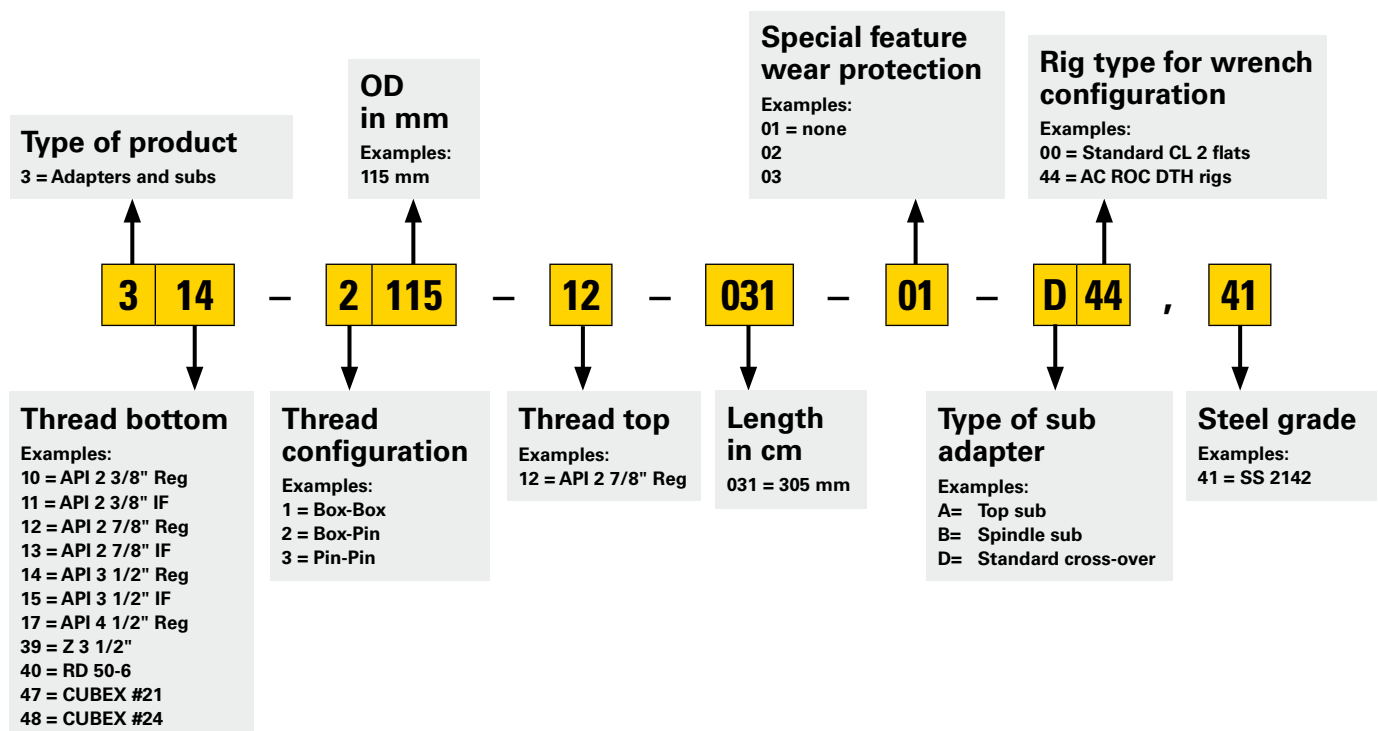 Type of product
3 = Adapters and subs
OD
in mm
Examples:
115 mm
Special feature
wear protection
Examples:
01 = none
02
03
Rig type for wrench
configuration
Examples:
00 = Standard CL 2 flats
44 = AC ROC DTH rigs
3 14 – 2 115 – 12 – 031 – 01 – D 44 , 41
Thread bottom
Examples:
10 = API 2 3/8" Reg
11 = API 2 3/8" IF
12 = API 2 7/8" Reg
13 = API 2 7/8" IF
14 = API 3 1/2" Reg
15 = API 3 1/2" IF
17 = API 4 1/2" Reg
39 = Z 3 1/2"
40 = RD 50-6
47 = CUBEX #21
48 = CUBEX #24
Thread
configuration
Examples:
1 = Box-Box
2 = Box-Pin
3 = Pin-Pin
Thread top
Examples:
12 = API 2 7/8" Reg
Length
in cm
031 = 305 mm
Type of sub
adapter
Examples:
A= Top sub
B= Spindle sub
D= Standard cross-over
Steel grade
Examples:
41 = SS 2142